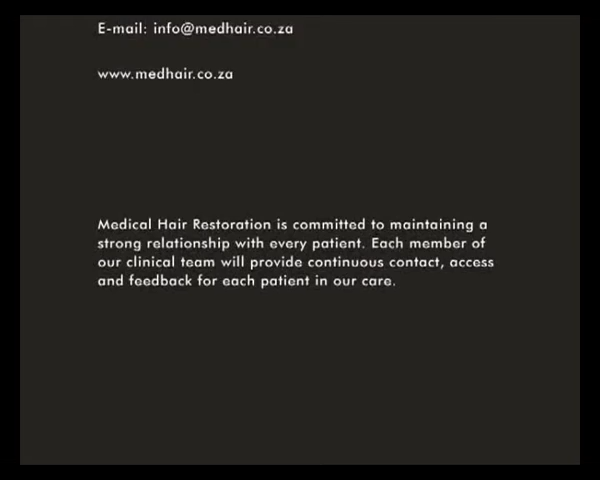 E-mail: info@medhair.co.za
www.medhair.co.za
Medical Hair Restoration is committed to maintaining a
strong relationship with every patient. Each member of
our clinical team will provide continuous contact, access
and feedback for each patient in our care.